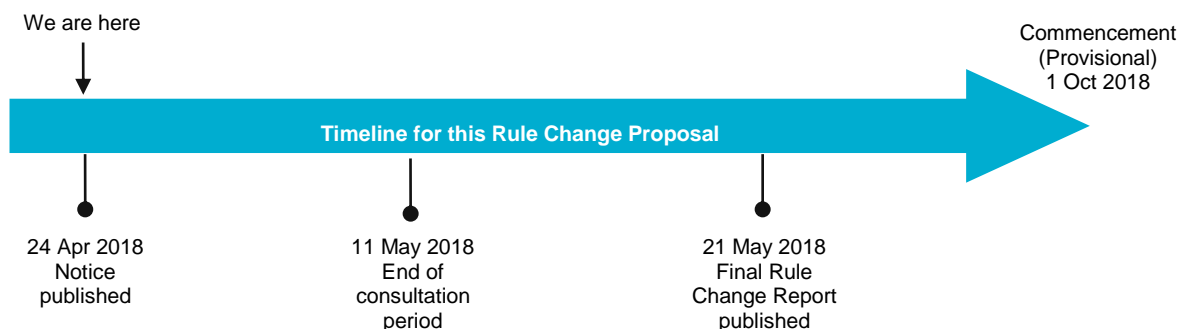 We are here
Commencement
(Provisional)
1 Oct 2018
Timeline for this Rule Change Proposal
24 Apr 2018
Notice
published
11 May 2018
End of
consultation
period
21 May 2018
Final Rule
Change Report
published